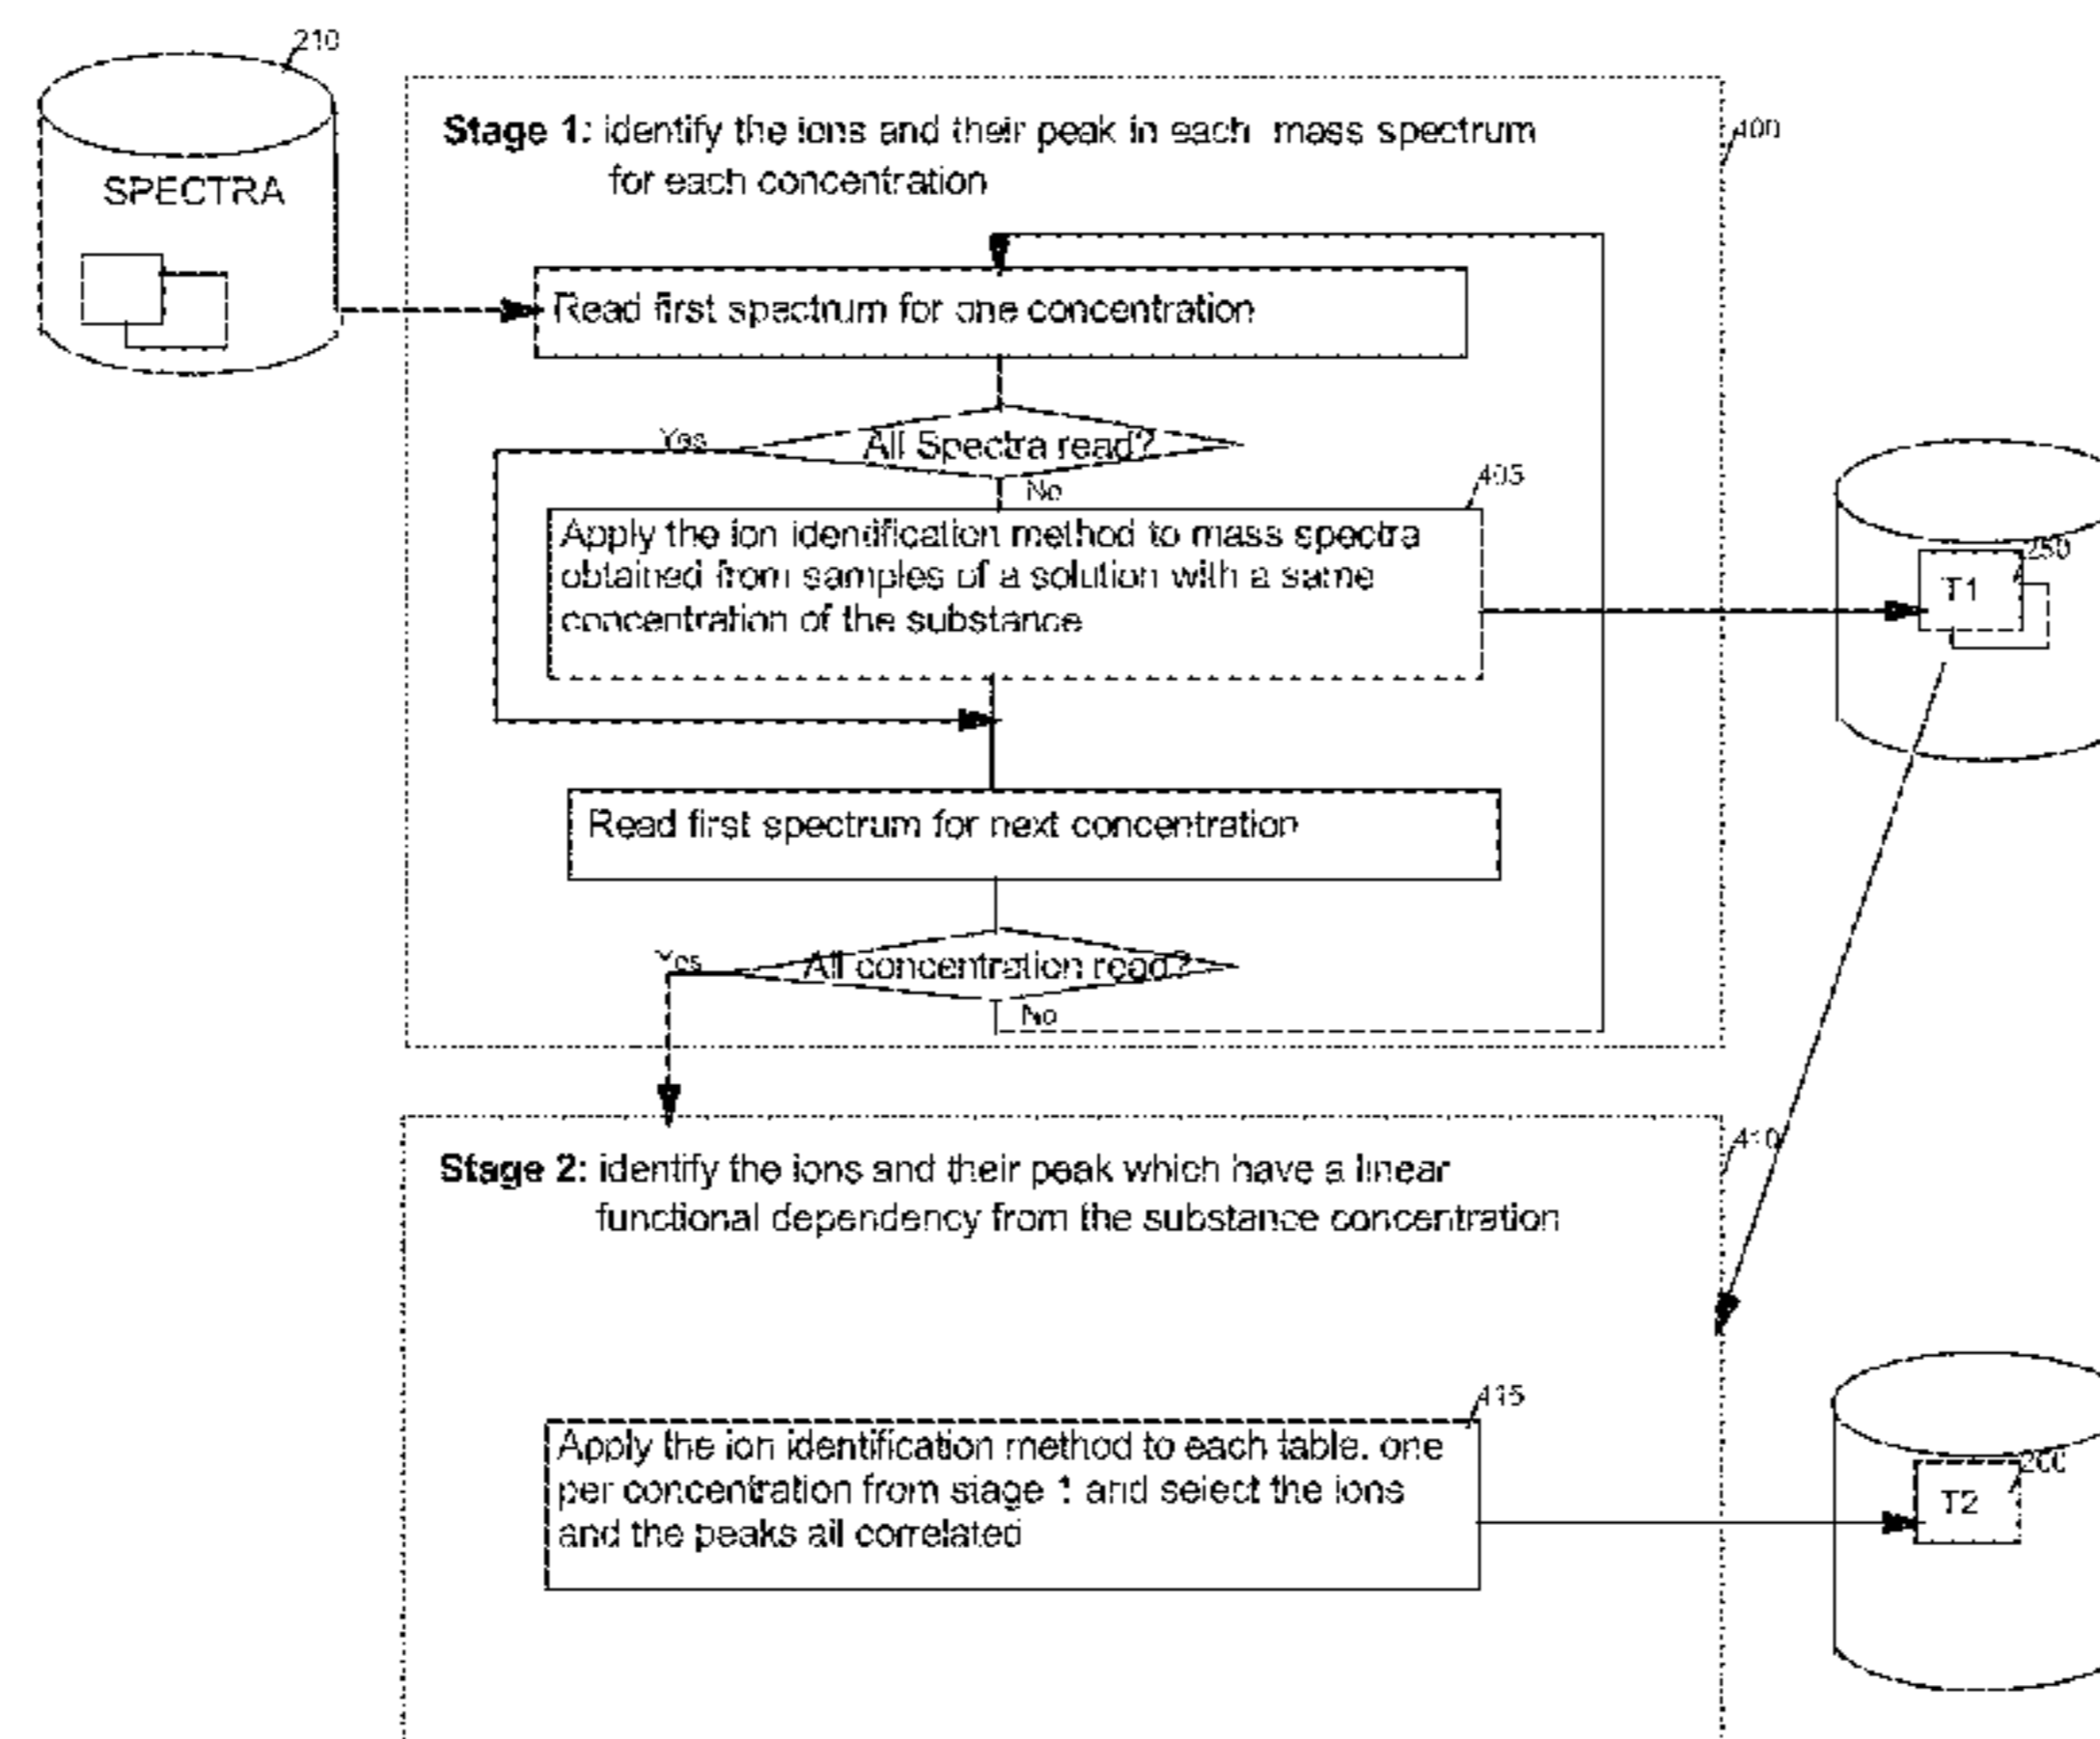 210
SPECTRA
Stage 1: identify the ions and their peak in each mass spectrum
for each concentration
400
Read first spectrum for one concentration
Yes
All Spectra read?
No
405
Apply the ion identification method to mass spectra
obtained from samples of a solution with a same
concentration of the substance
250
T1
Read first spectrum for next concentration
Yes
All concentration read?
No
410
Stage 2: identify the ions and their peak which have a linear
functional dependency from the substance concentration
415
Apply the ion identification method to each table, one
per concentration from stage 1 and select the ions
and the peaks all correlated
T2